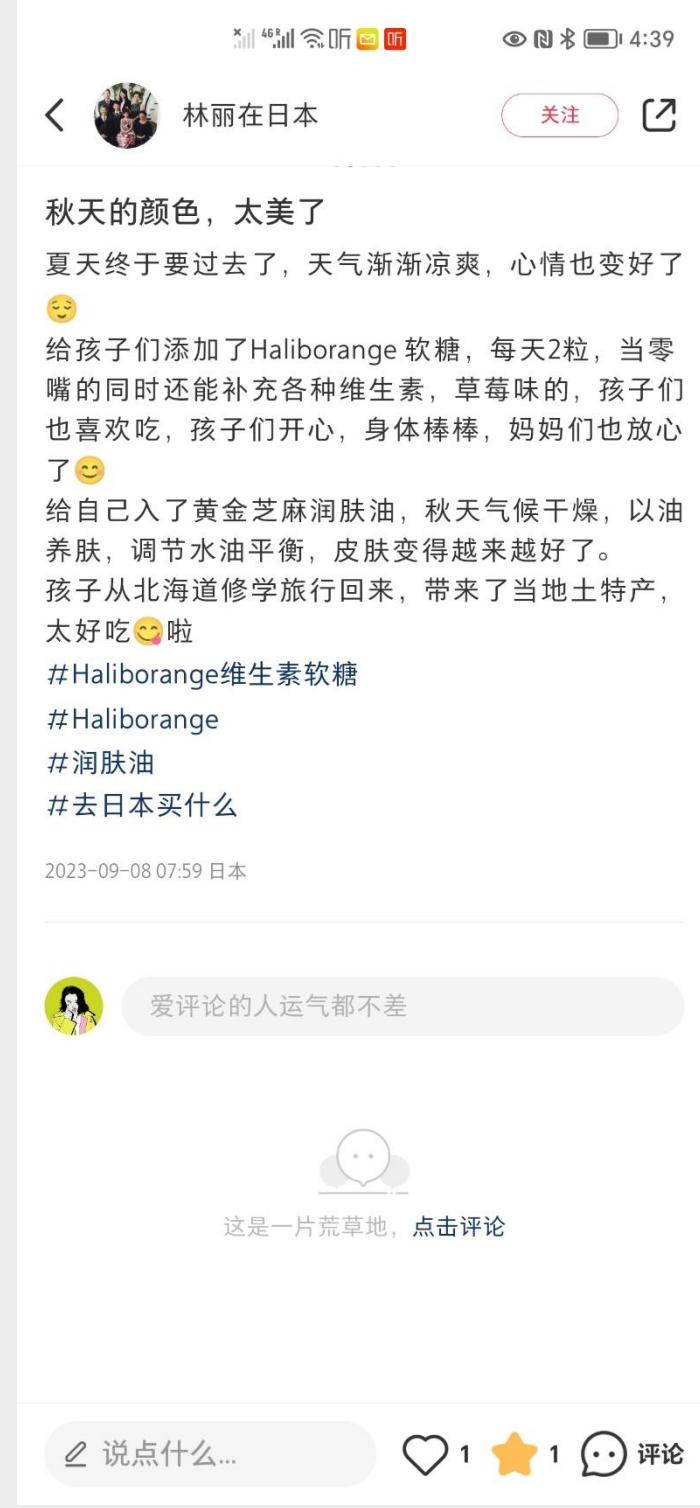 46R 听 听 4:39
林丽在日本 关注
秋天的颜色，太美了
夏天终于要过去了，天气渐渐凉爽，心情也变好了
😌
给孩子们添加了Haliborange 软糖，每天2粒，当零
嘴的同时还能补充各种维生素，草莓味的，孩子们
也喜欢吃，孩子们开心，身体棒棒，妈妈们也放心
了😊
给自己入了黄金芝麻润肤油，秋天气候干燥，以油
养肤，调节水油平衡，皮肤变得越来越好了。
孩子从北海道修学旅行回来，带来了当地土特产，
太好吃😋啦
#Haliborange维生素软糖
#Haliborange
#润肤油
#去日本买什么
2023-09-08 07:59 日本
爱评论的人运气都不差
这是一片荒草地，点击评论
说点什么... 1 1 评论